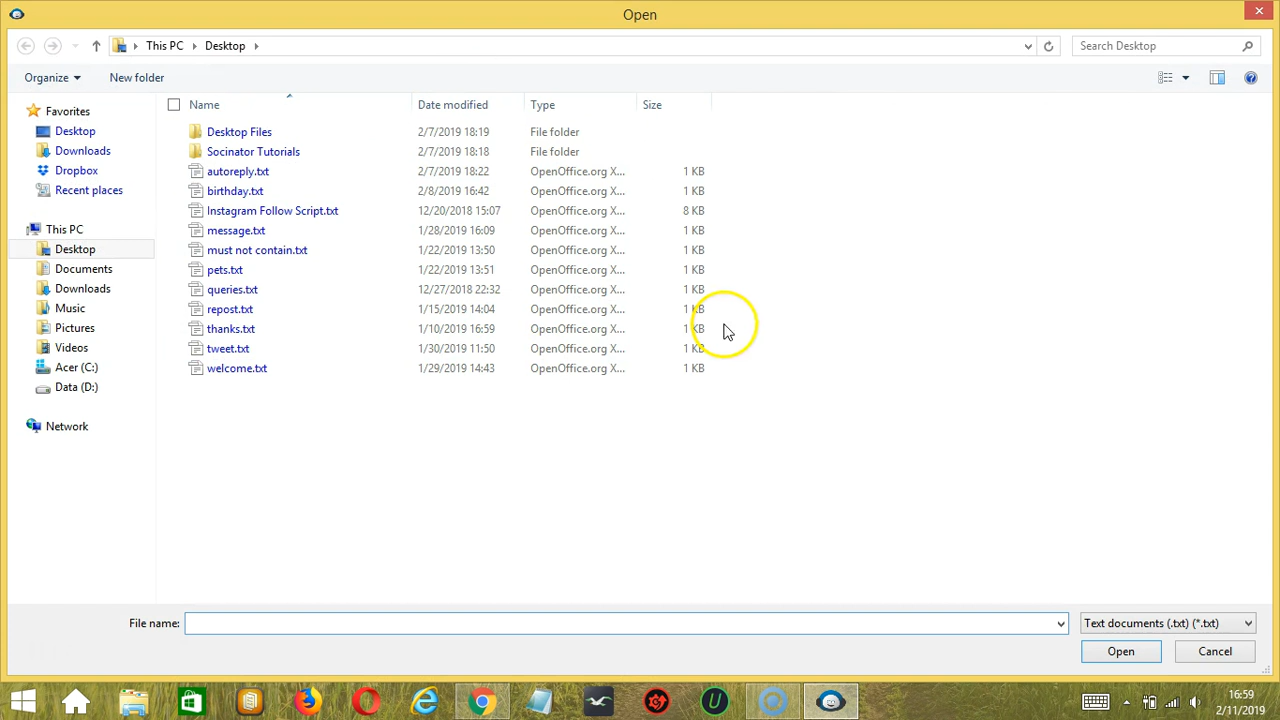 Open
This PC Desktop
Search Desktop
Organize New folder
Name Date modified Type Size
Favorites
Desktop
Downloads
Dropbox
Recent places
This PC
Desktop
Documents
Downloads
Music
Pictures
Videos
Acer (C:)
Data (D:)
Network
Desktop Files 2/7/2019 18:19 File folder
Socinator Tutorials 2/7/2019 18:18 File folder
autoreply.txt 2/7/2019 18:22 OpenOffice.org X... 1 KB
birthday.txt 2/8/2019 16:42 OpenOffice.org X... 1 KB
Instagram Follow Script.txt 12/20/2018 15:07 OpenOffice.org X... 8 KB
message.txt 1/28/2019 16:09 OpenOffice.org X... 1 KB
must not contain.txt 1/22/2019 13:50 OpenOffice.org X... 1 KB
pets.txt 1/22/2019 13:51 OpenOffice.org X... 1 KB
queries.txt 12/27/2018 22:32 OpenOffice.org X... 1 KB
repost.txt 1/15/2019 14:04 OpenOffice.org X... 1 KB
thanks.txt 1/10/2019 16:59 OpenOffice.org X... 1 KB
tweet.txt 1/30/2019 11:50 OpenOffice.org X... 1 KB
welcome.txt 1/29/2019 14:43 OpenOffice.org X... 1 KB
File name: Text documents (.txt) (*.txt)
Open Cancel
16:59
2/11/2019